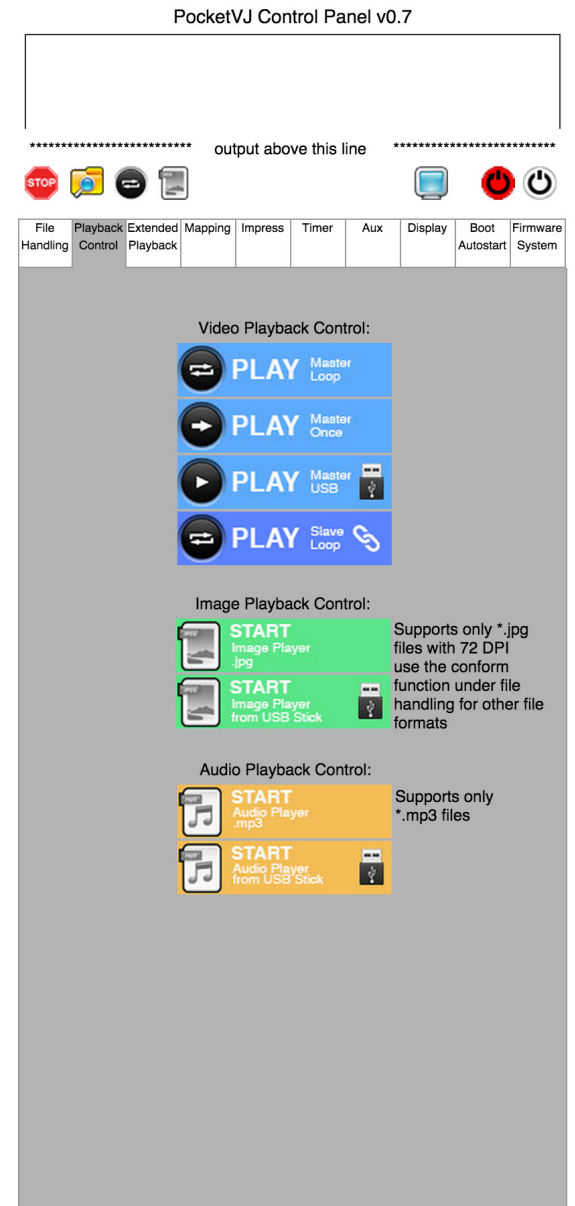 PocketVJ Control Panel v0.7
************************** output above this line **************************
STOP
File Handling
Playback Control
Extended Playback
Mapping
Impress
Timer
Aux
Display
Boot Autostart
Firmware System
Video Playback Control:
PLAY Master Loop
PLAY Master Once
PLAY Master USB
PLAY Slave Loop
Image Playback Control:
START
Image Player
.jpg
START
Image Player
from USB Stick
Supports only *.jpg
files with 72 DPI
use the conform
function under file
handling for other file
formats
Audio Playback Control:
START
Audio Player
.mp3
START
Audio Player
from USB Stick
Supports only
*.mp3 files